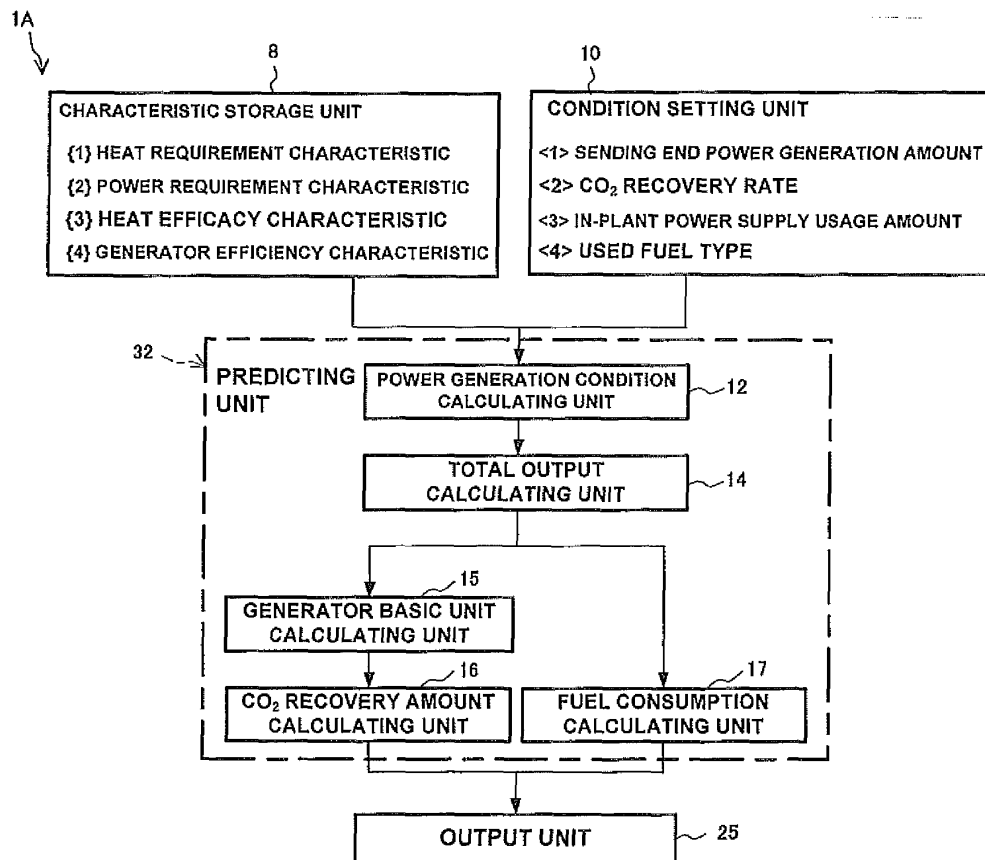 1A
8
CHARACTERISTIC STORAGE UNIT
{1} HEAT REQUIREMENT CHARACTERISTIC
{2} POWER REQUIREMENT CHARACTERISTIC
{3} HEAT EFFICACY CHARACTERISTIC
{4} GENERATOR EFFICIENCY CHARACTERISTIC
10
CONDITION SETTING UNIT
<1> SENDING END POWER GENERATION AMOUNT
<2> CO₂ RECOVERY RATE
<3> IN-PLANT POWER SUPPLY USAGE AMOUNT
<4> USED FUEL TYPE
32
PREDICTING
UNIT
POWER GENERATION CONDITION
CALCULATING UNIT
12
TOTAL OUTPUT
CALCULATING UNIT
14
15
GENERATOR BASIC UNIT
CALCULATING UNIT
16
CO₂ RECOVERY AMOUNT
CALCULATING UNIT
17
FUEL CONSUMPTION
CALCULATING UNIT
OUTPUT UNIT
25